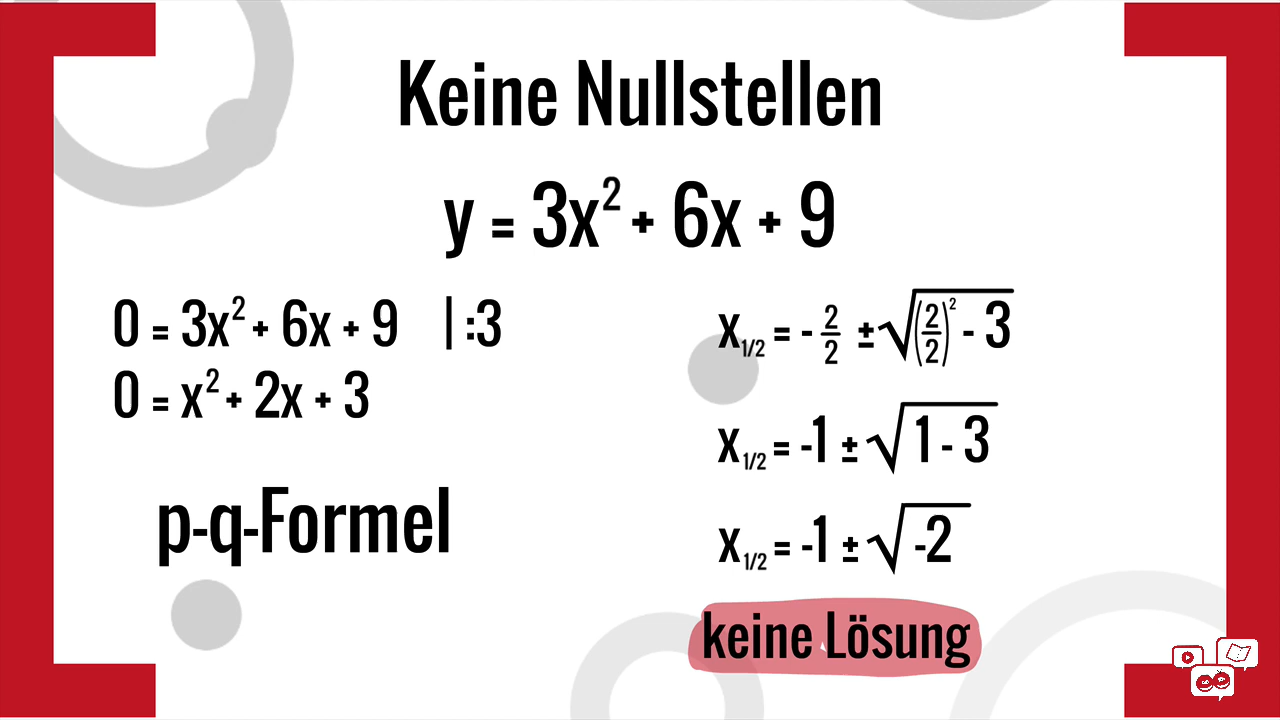 Keine Nullstellen
y = 3x² + 6x + 9
0 = 3x² + 6x + 9 | :3
0 = x² + 2x + 3
p-q-Formel
x₁/₂ = - 2/2 ± √((2/2)² - 3)
x₁/₂ = -1 ± √(1 - 3)
x₁/₂ = -1 ± √(-2)
keine Lösung